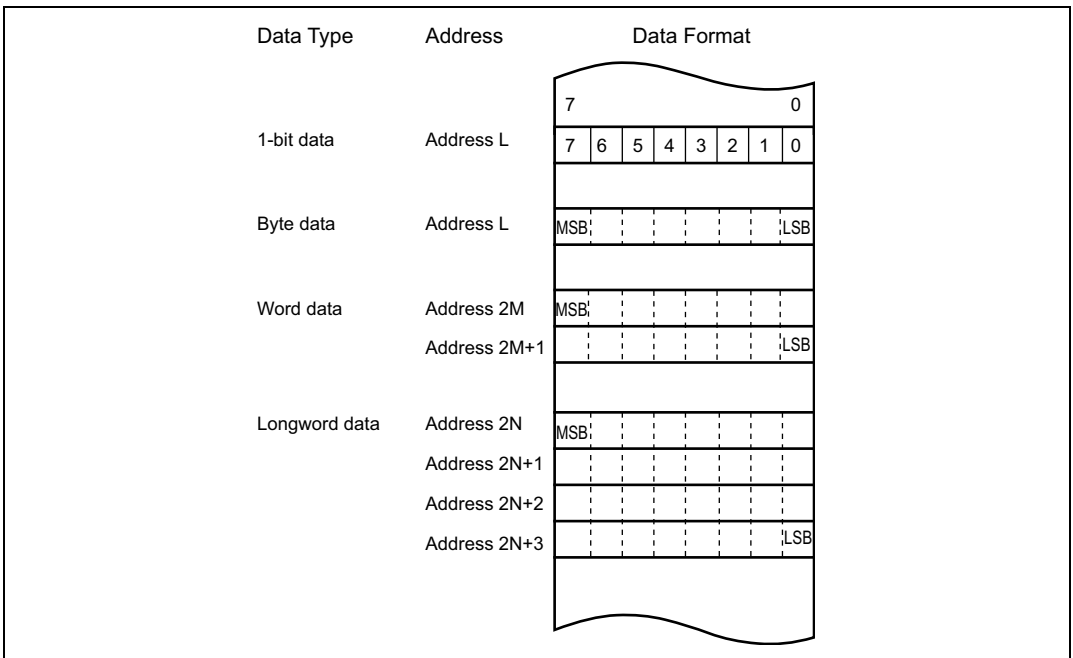 Data Type Address Data Format
7 0
1-bit data Address L 7 6 5 4 3 2 1 0
Byte data Address L MSB LSB
Word data Address 2M MSB
Address 2M+1 LSB
Longword data Address 2N MSB
Address 2N+1
Address 2N+2
Address 2N+3 LSB